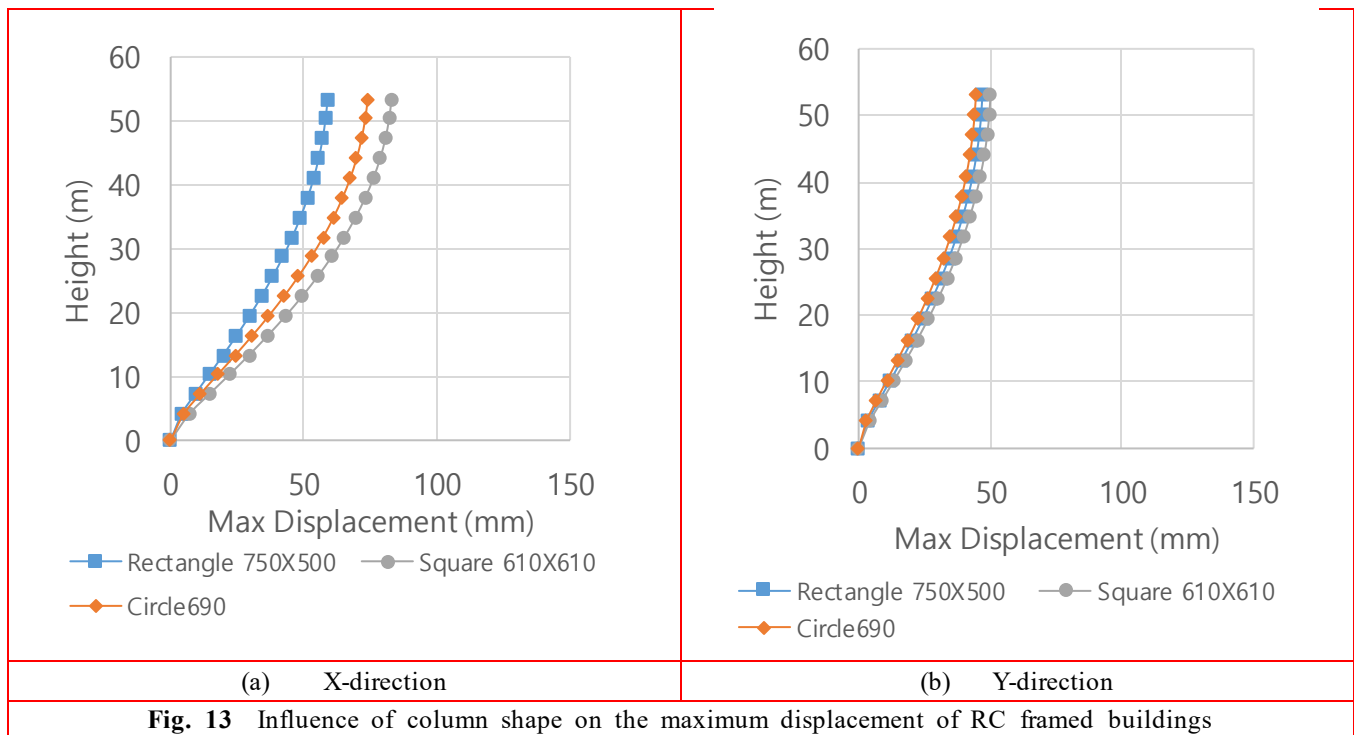 60
50
40
30
20
10
0
Height (m)
0 50 100 150
Max Displacement (mm)
Rectangle 750X500 Square 610X610
Circle690
60
50
40
30
20
10
0
Height (m)
0 50 100 150
Max Displacement (mm)
Rectangle 750X500 Square 610X610
Circle690
(a) X-direction
(b) Y-direction
Fig. 13 Influence of column shape on the maximum displacement of RC framed buildings